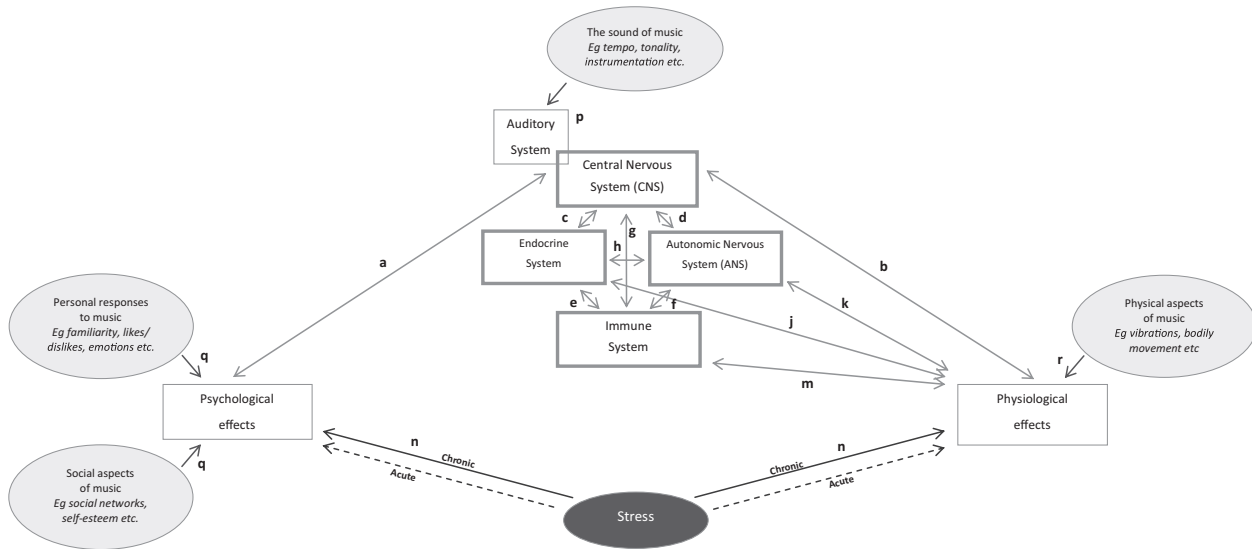 The sound of music
Eg tempo, tonality,
instrumentation etc.
p
Auditory
System
Central Nervous
System (CNS)
c
d
g
h
Endocrine
System
Autonomic Nervous
System (ANS)
a
b
e
f
k
j
Immune
System
m
Personal responses
to music
Eg familiarity, likes/
dislikes, emotions etc.
q
Physical aspects
of music
Eg vibrations, bodily
movement etc
r
Psychological
effects
Physiological
effects
q
Social aspects
of music
Eg social networks,
self-esteem etc.
n
Chronic
Acute
n
Chronic
Acute
Stress